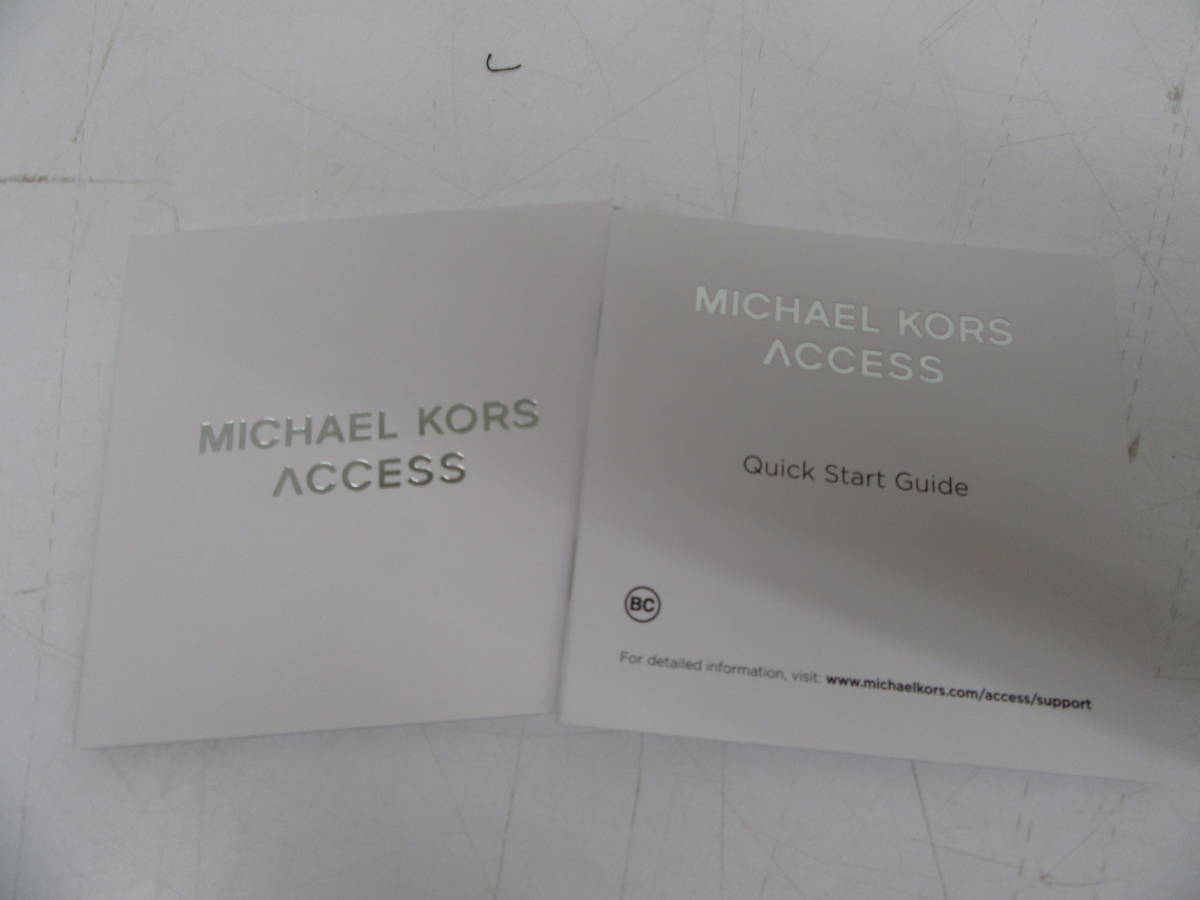 MICHAEL KORS
ACCESS
MICHAEL KORS
ACCESS
Quick Start Guide
BC
For detailed information, visit: www.michaelkors.com/access/support